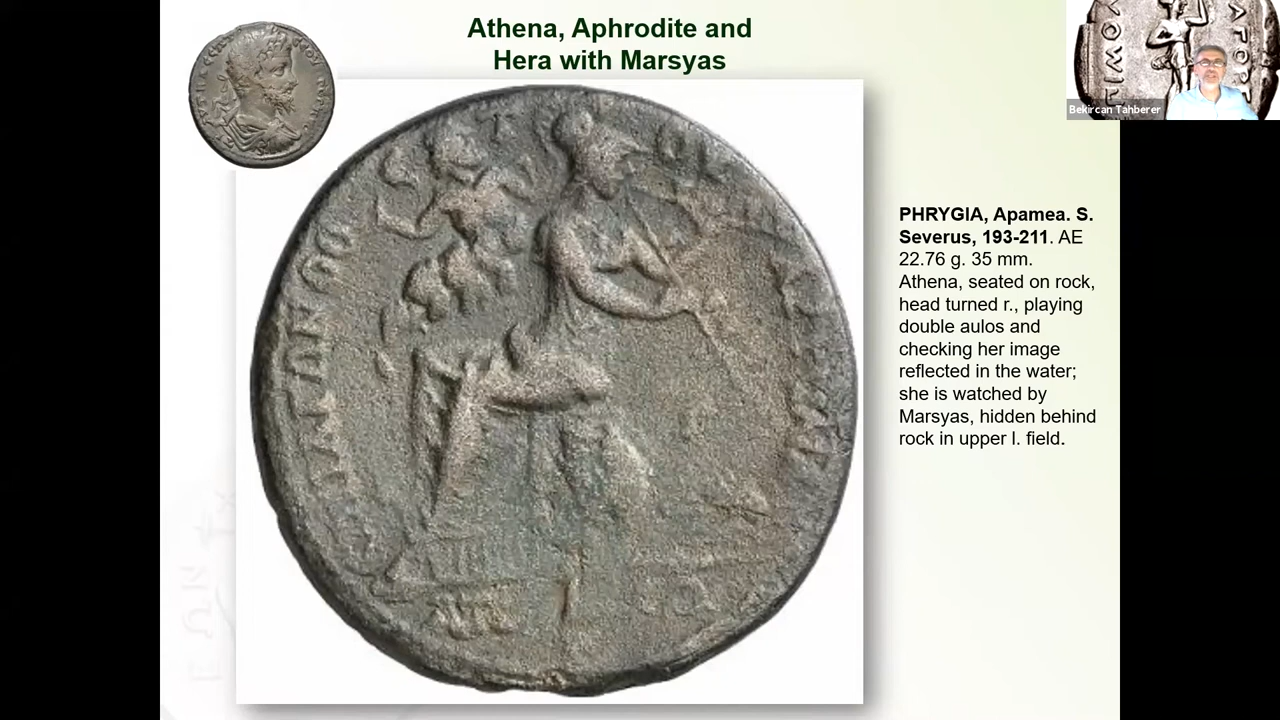 Athena, Aphrodite and
Hera with Marsyas
Bekircan Tahberer
PHRYGIA, Apamea. S.
Severus, 193-211. AE
22.76 g. 35 mm.
Athena, seated on rock,
head turned r., playing
double aulos and
checking her image
reflected in the water;
she is watched by
Marsyas, hidden behind
rock in upper l. field.